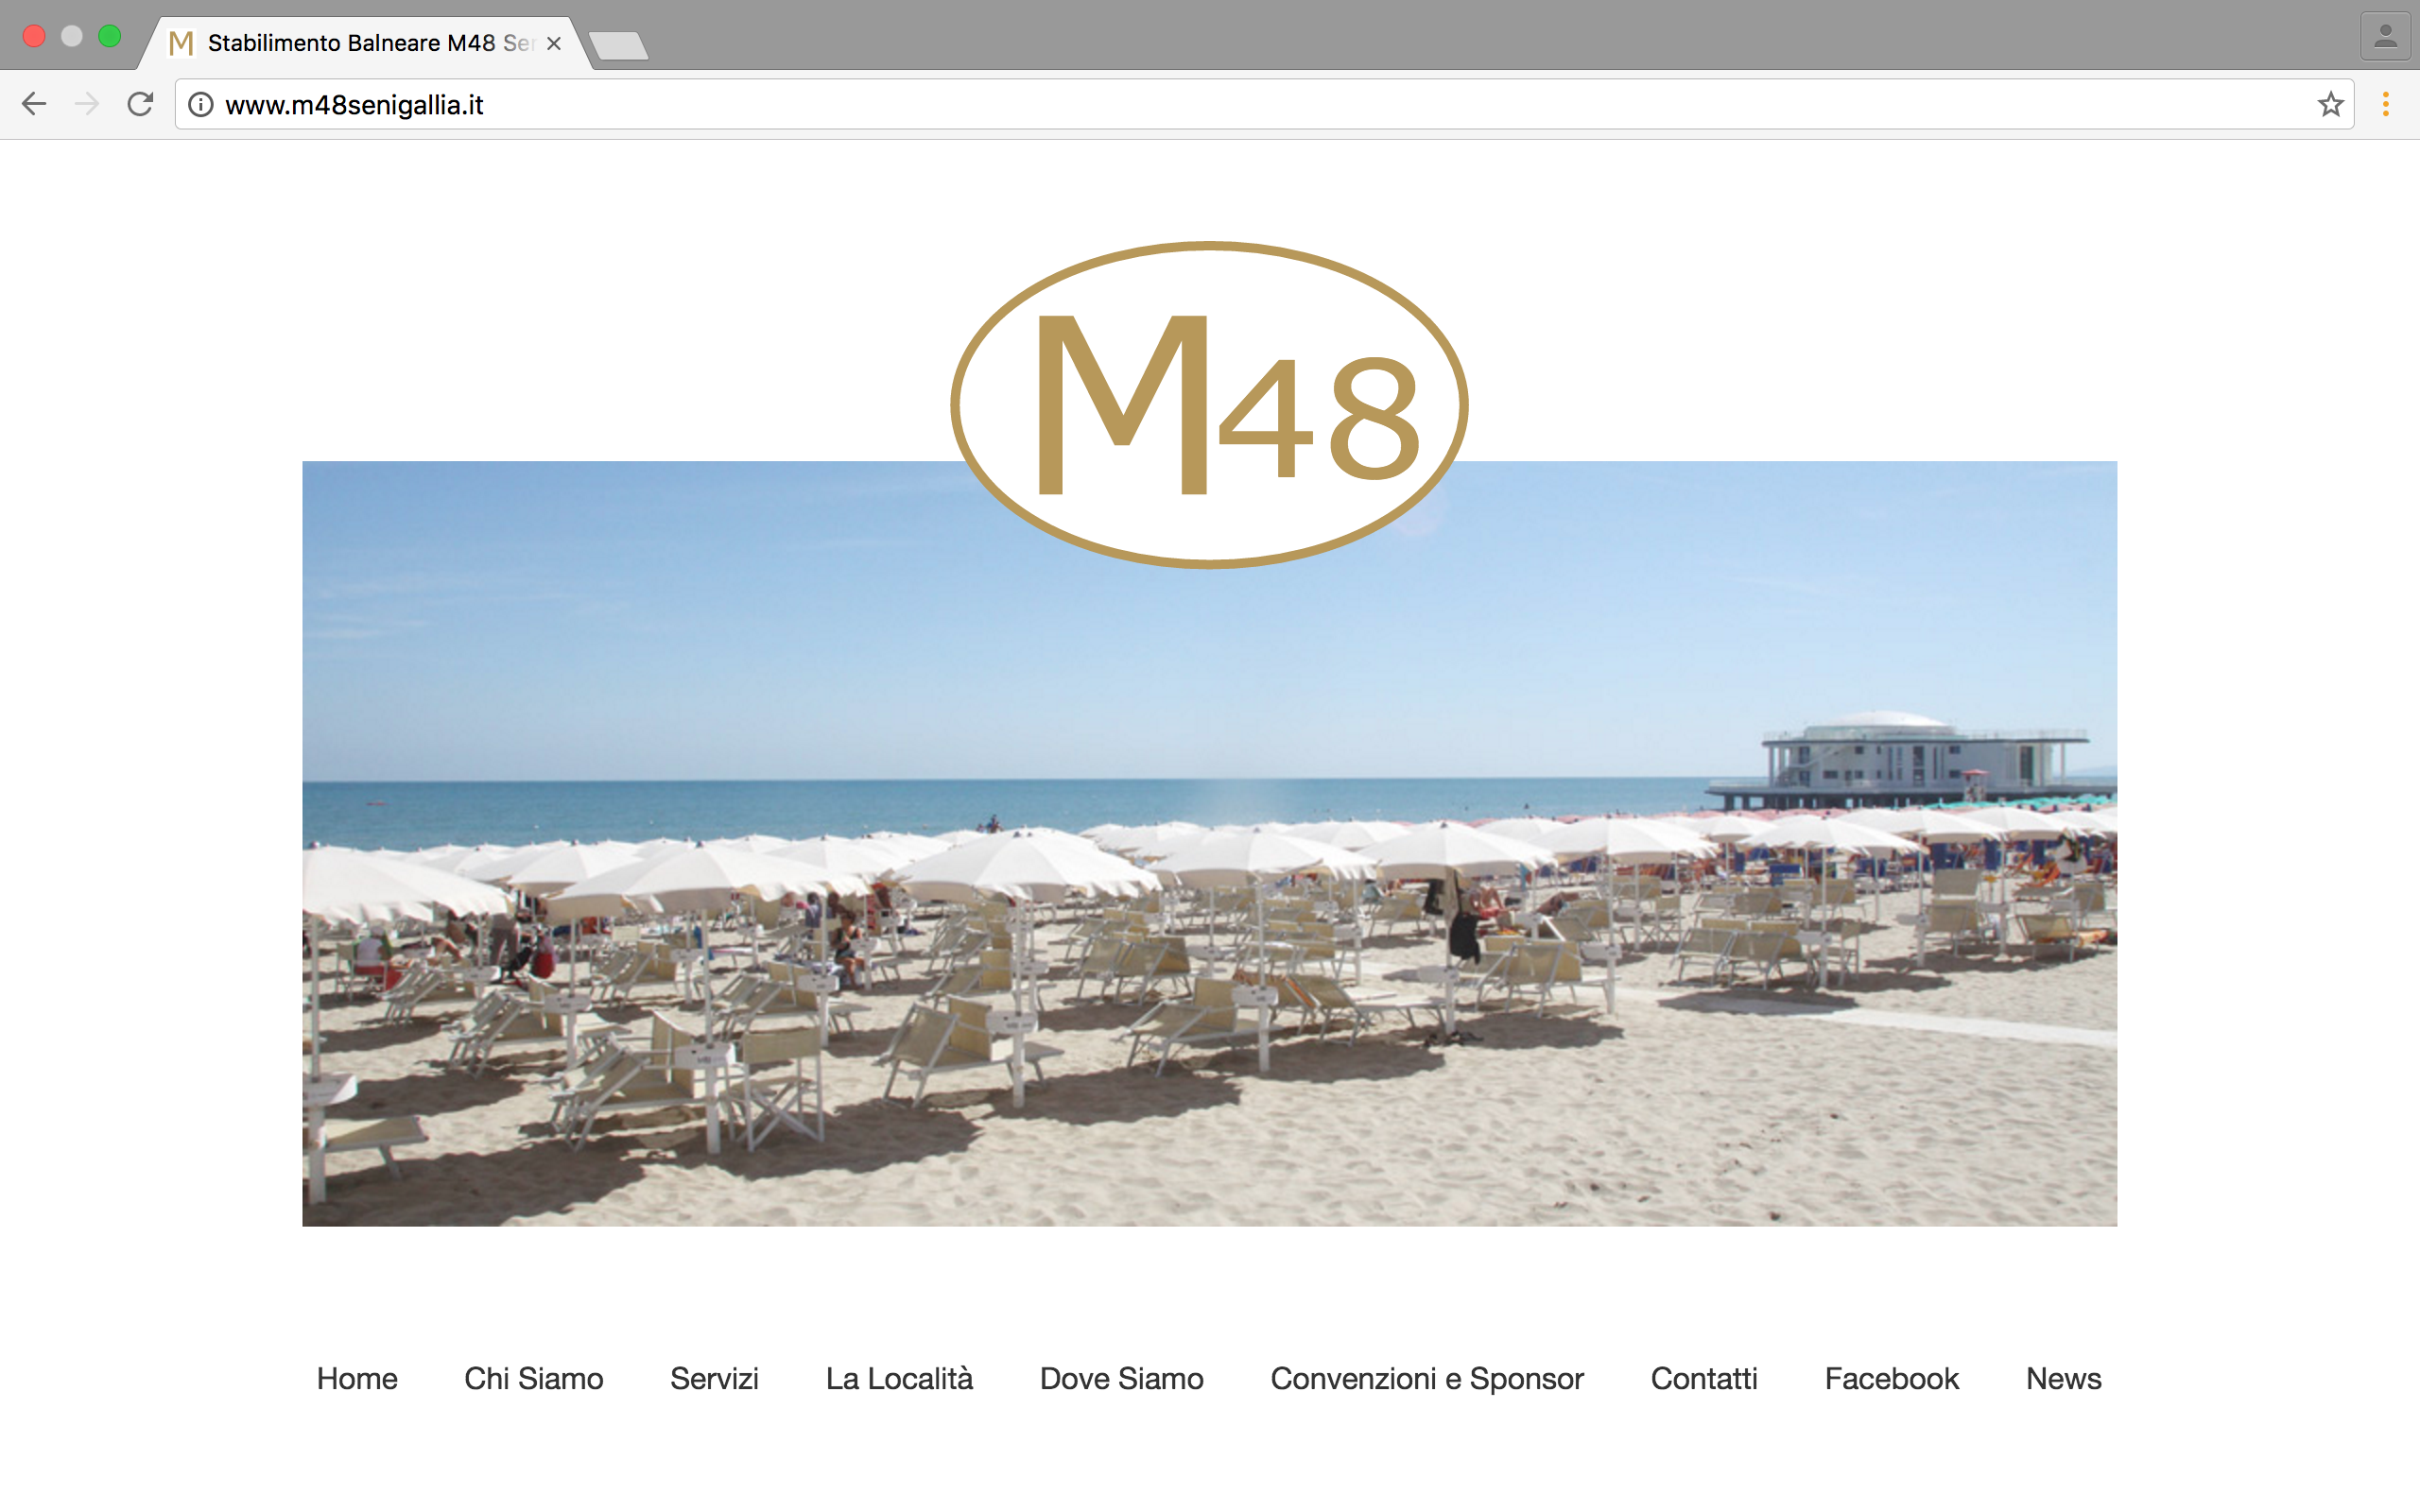 Stabilimento Balneare M48 Se
www.m48senigallia.it
M48
Home Chi Siamo Servizi La Località Dove Siamo Convenzioni e Sponsor Contatti Facebook News